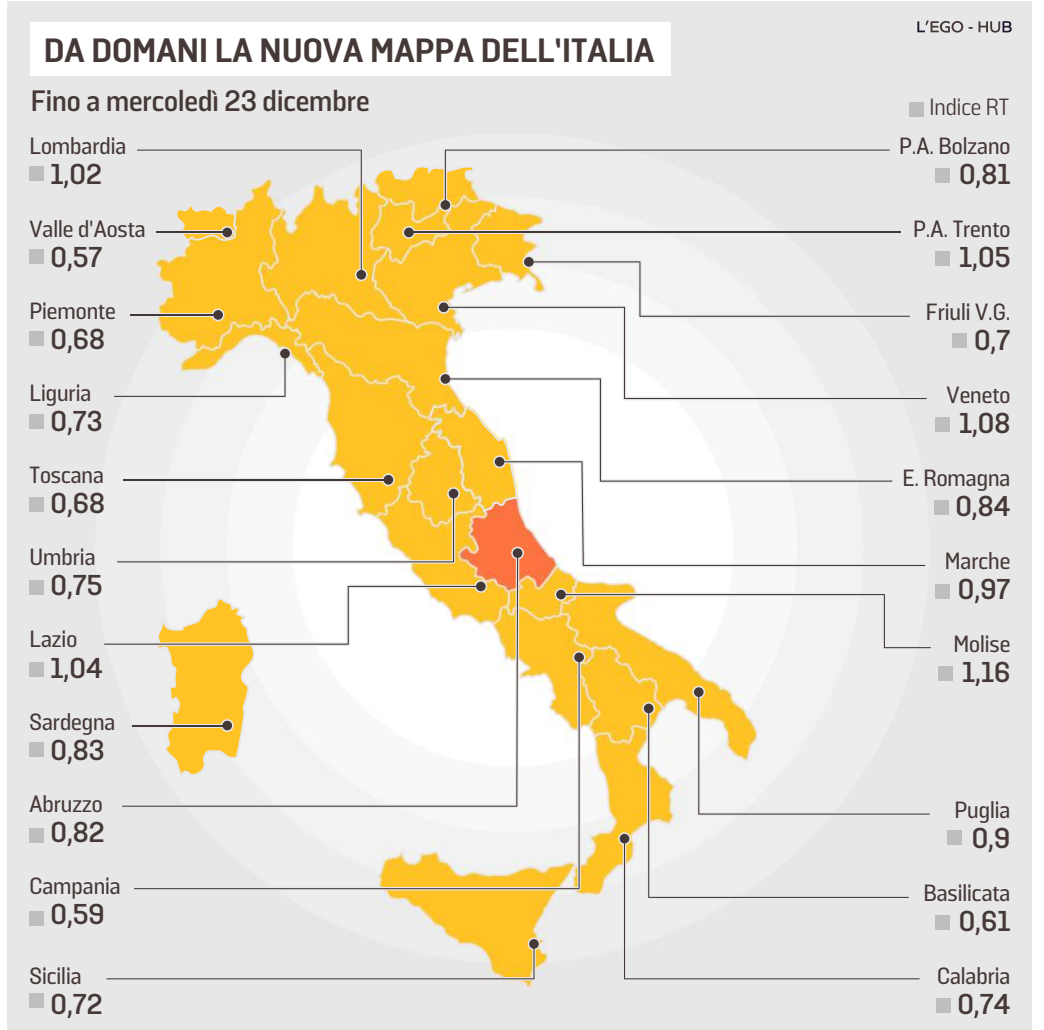 L'EGO - HUB
DA DOMANI LA NUOVA MAPPA DELL'ITALIA
Fino a mercoledì 23 dicembre
Indice RT
Lombardia
1,02
Valle d'Aosta
0,57
Piemonte
0,68
Liguria
0,73
Toscana
0,68
Umbria
0,75
Lazio
1,04
Sardegna
0,83
Abruzzo
0,82
Campania
0,59
Sicilia
0,72
P.A. Bolzano
0,81
P.A. Trento
1,05
Friuli V.G.
0,7
Veneto
1,08
E. Romagna
0,84
Marche
0,97
Molise
1,16
Puglia
0,9
Basilicata
0,61
Calabria
0,74